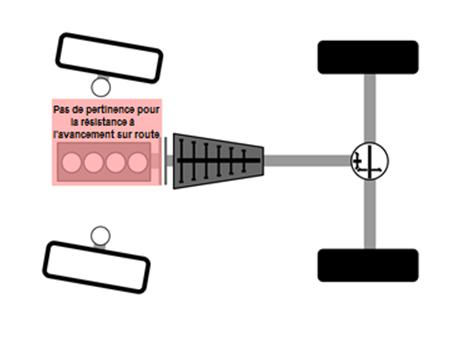 Pas de pertinence pour
la résistance à
l'avancement sur route